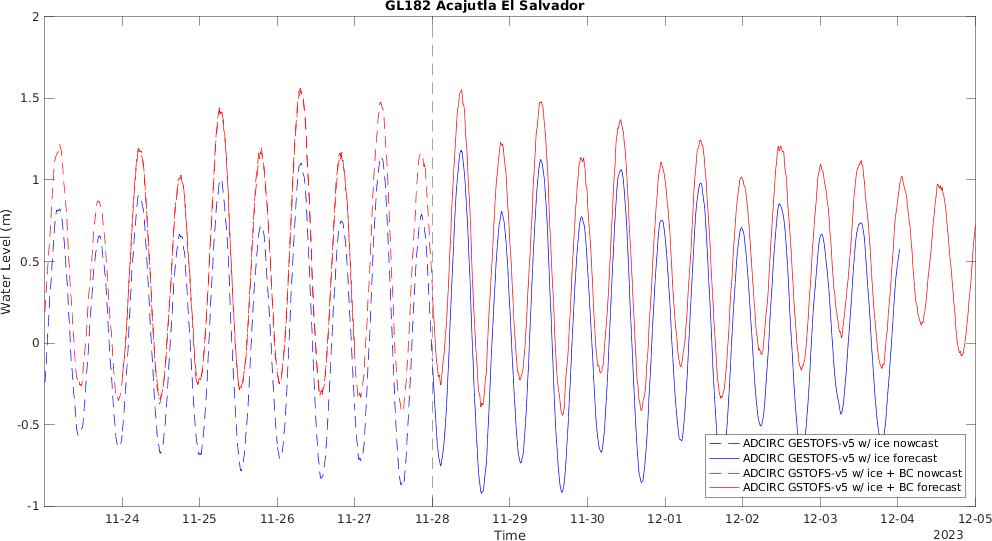 GL182 Acajutla El Salvador
2
1.5
1
0.5
0
-0.5
-1
Water Level (m)
11-24
11-25
11-26
11-27
11-28
11-29
11-30
12-01
12-02
12-03
12-04
12-05
Time
2023
ADCIRC GESTOFS-v5 w/ ice nowcast
ADCIRC GESTOFS-v5 w/ ice forecast
ADCIRC GSTOFS-v5 w/ ice + BC nowcast
ADCIRC GSTOFS-v5 w/ ice + BC forecast